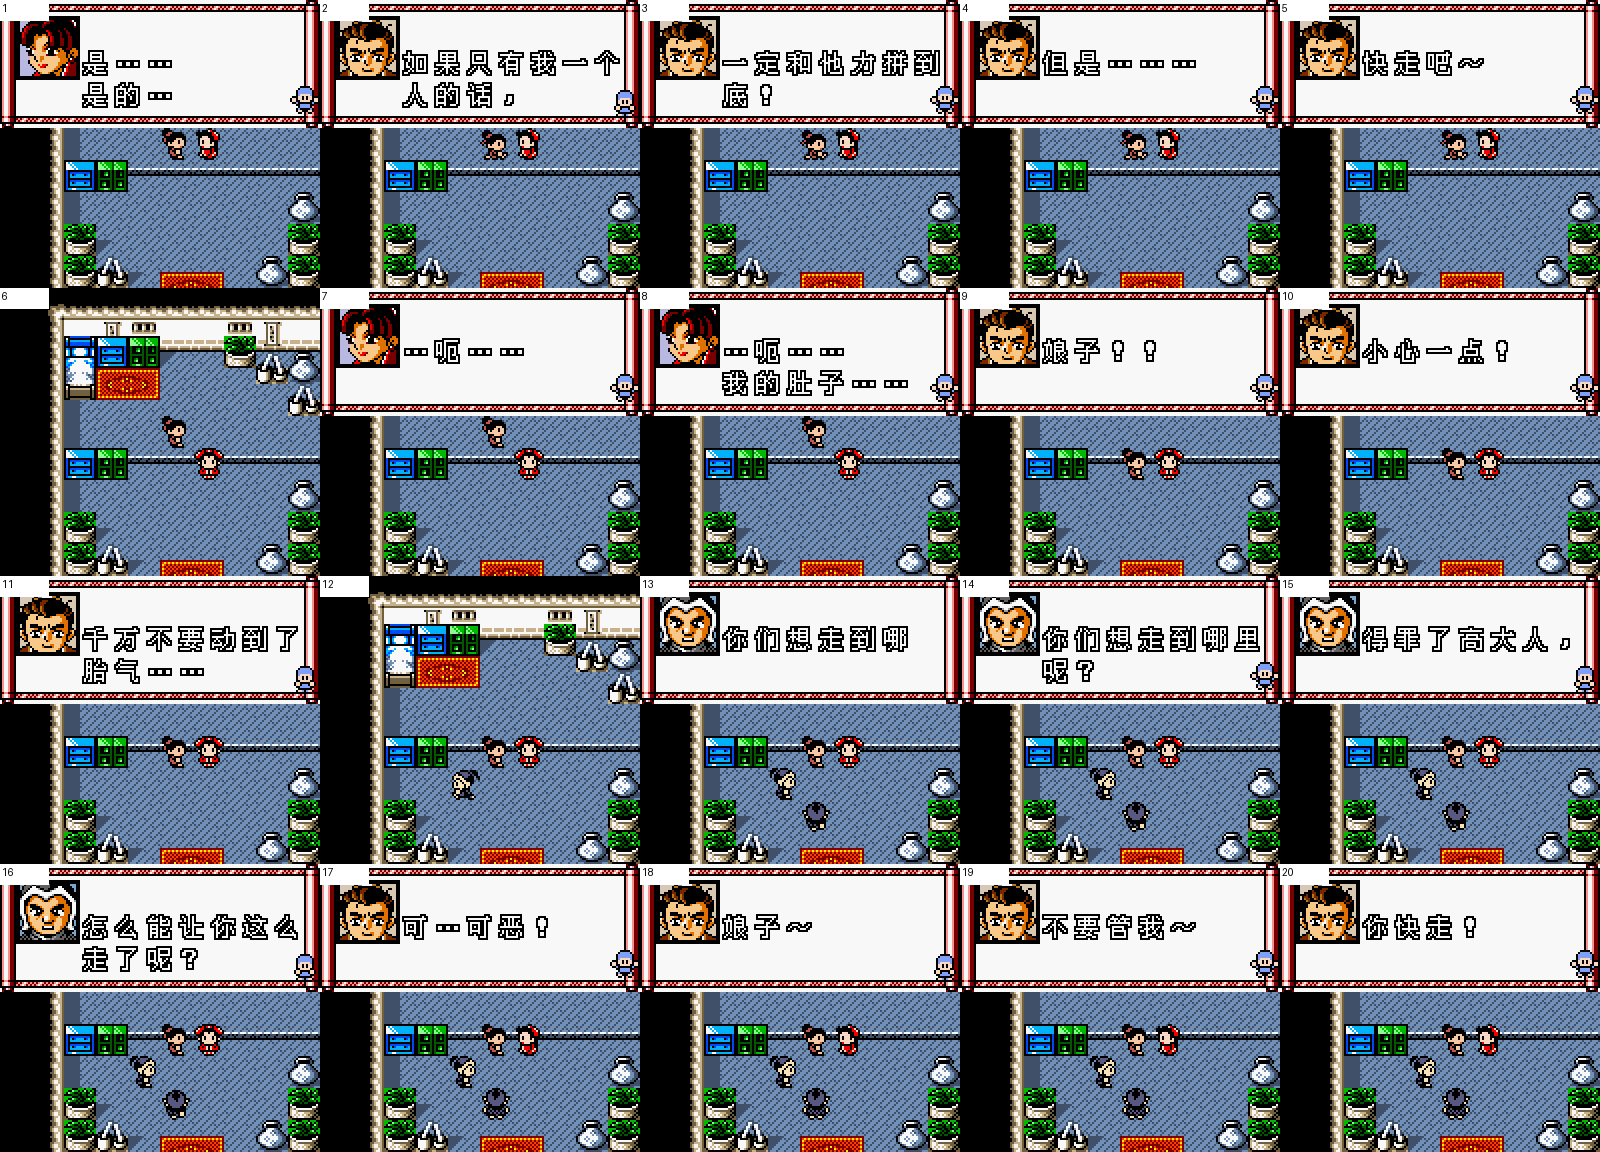 1
是……
是的…
2
如果只有我一个
人的话，
3
一定和他力拼到
底！
4
但是………
5
快走吧～
6
7
…呃……
8
…呃……
我的肚子……
9
娘子！！
10
小心一点！
11
千万不要动到了
胎气……
12
13
你们想走到哪
14
你们想走到哪里
呢？
15
得罪了高大人，
16
怎么能让你这么
走了呢？
17
可…可恶！
18
娘子～
19
不要管我～
20
你快走！